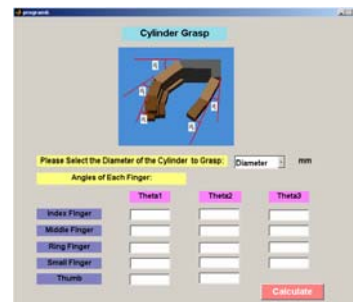 program6
Cylinder Grasp
Please Select the Diameter of the Cylinder to Grasp: Diameter mm
Angles of Each Finger:
Theta1 Theta2 Theta3
Index Finger
Middle Finger
Ring Finger
Small Finger
Thumb
Calculate